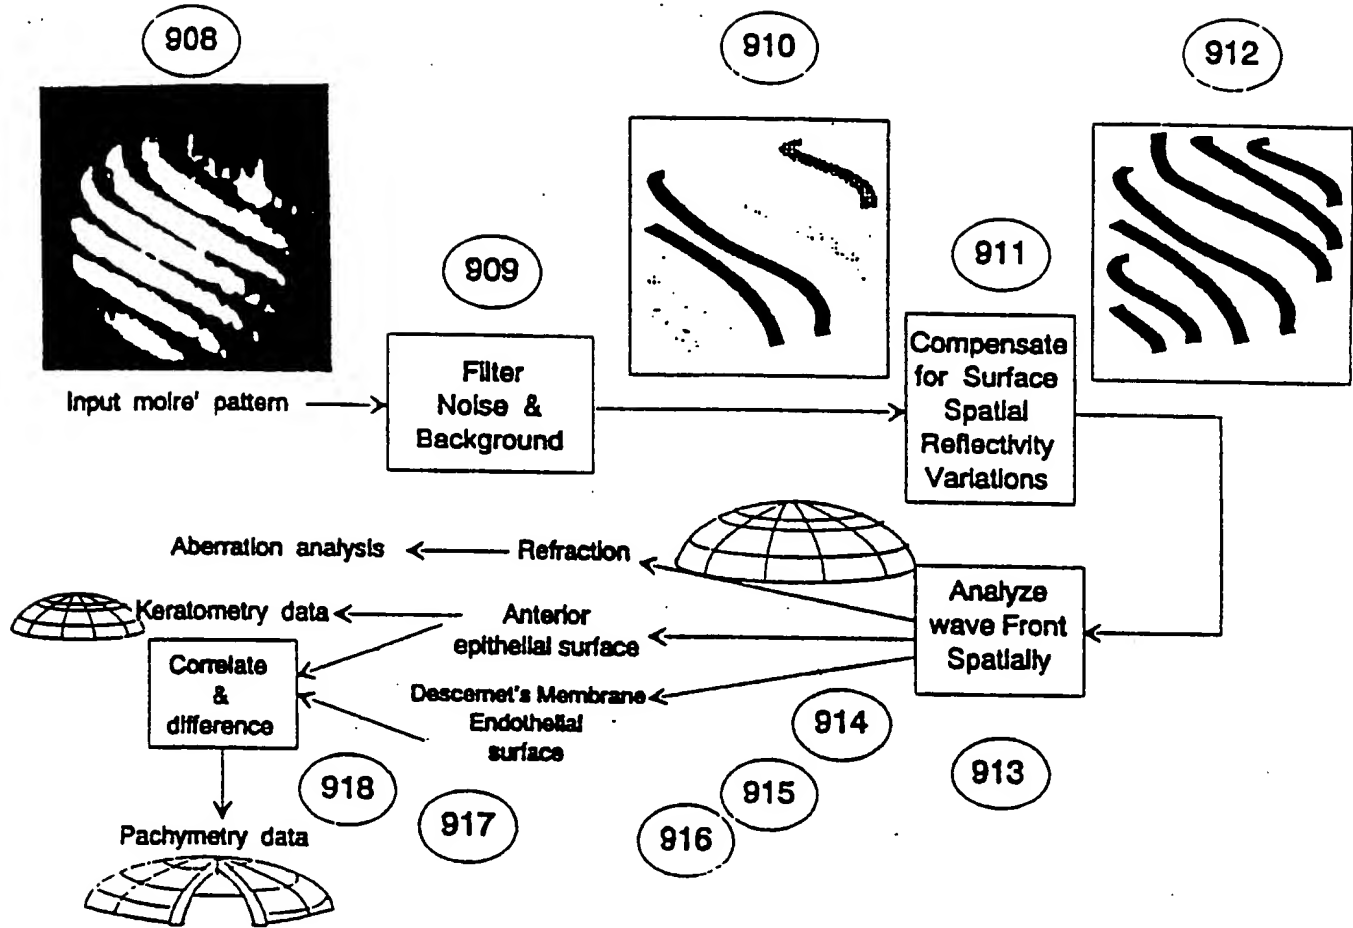 908
910
912
909
911
Input moire' pattern
Filter
Noise &
Background
Compensate
for Surface
Spatial
Reflectivity
Variations
Aberration analysis
Refraction
Analyze
wave Front
Spatially
Keratometry data
Anterior
epithelial surface
Correlate
&
difference
Descemet's Membrane
Endothelial
surface
914
913
915
918
917
916
Pachymetry data